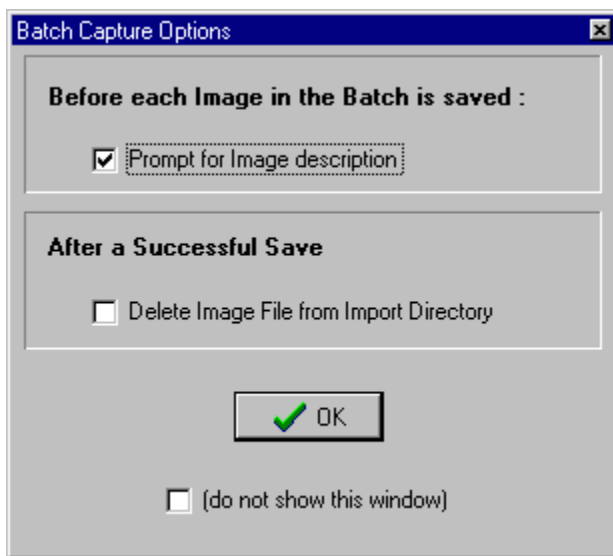 Batch Capture Options
Before each Image in the Batch is saved :
Prompt for Image description
After a Successful Save
Delete Image File from Import Directory
OK
(do not show this window)